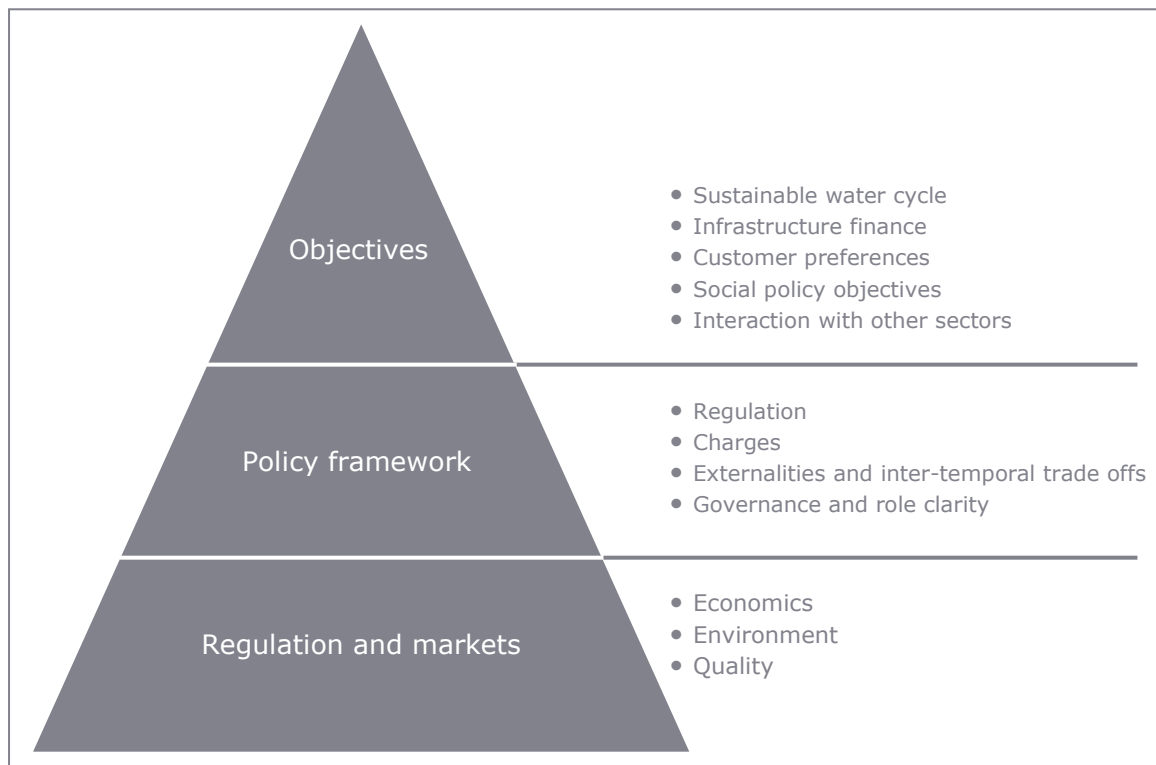 Objectives
• Sustainable water cycle
• Infrastructure finance
• Customer preferences
• Social policy objectives
• Interaction with other sectors
Policy framework
• Regulation
• Charges
• Externalities and inter-temporal trade offs
• Governance and role clarity
Regulation and markets
• Economics
• Environment
• Quality